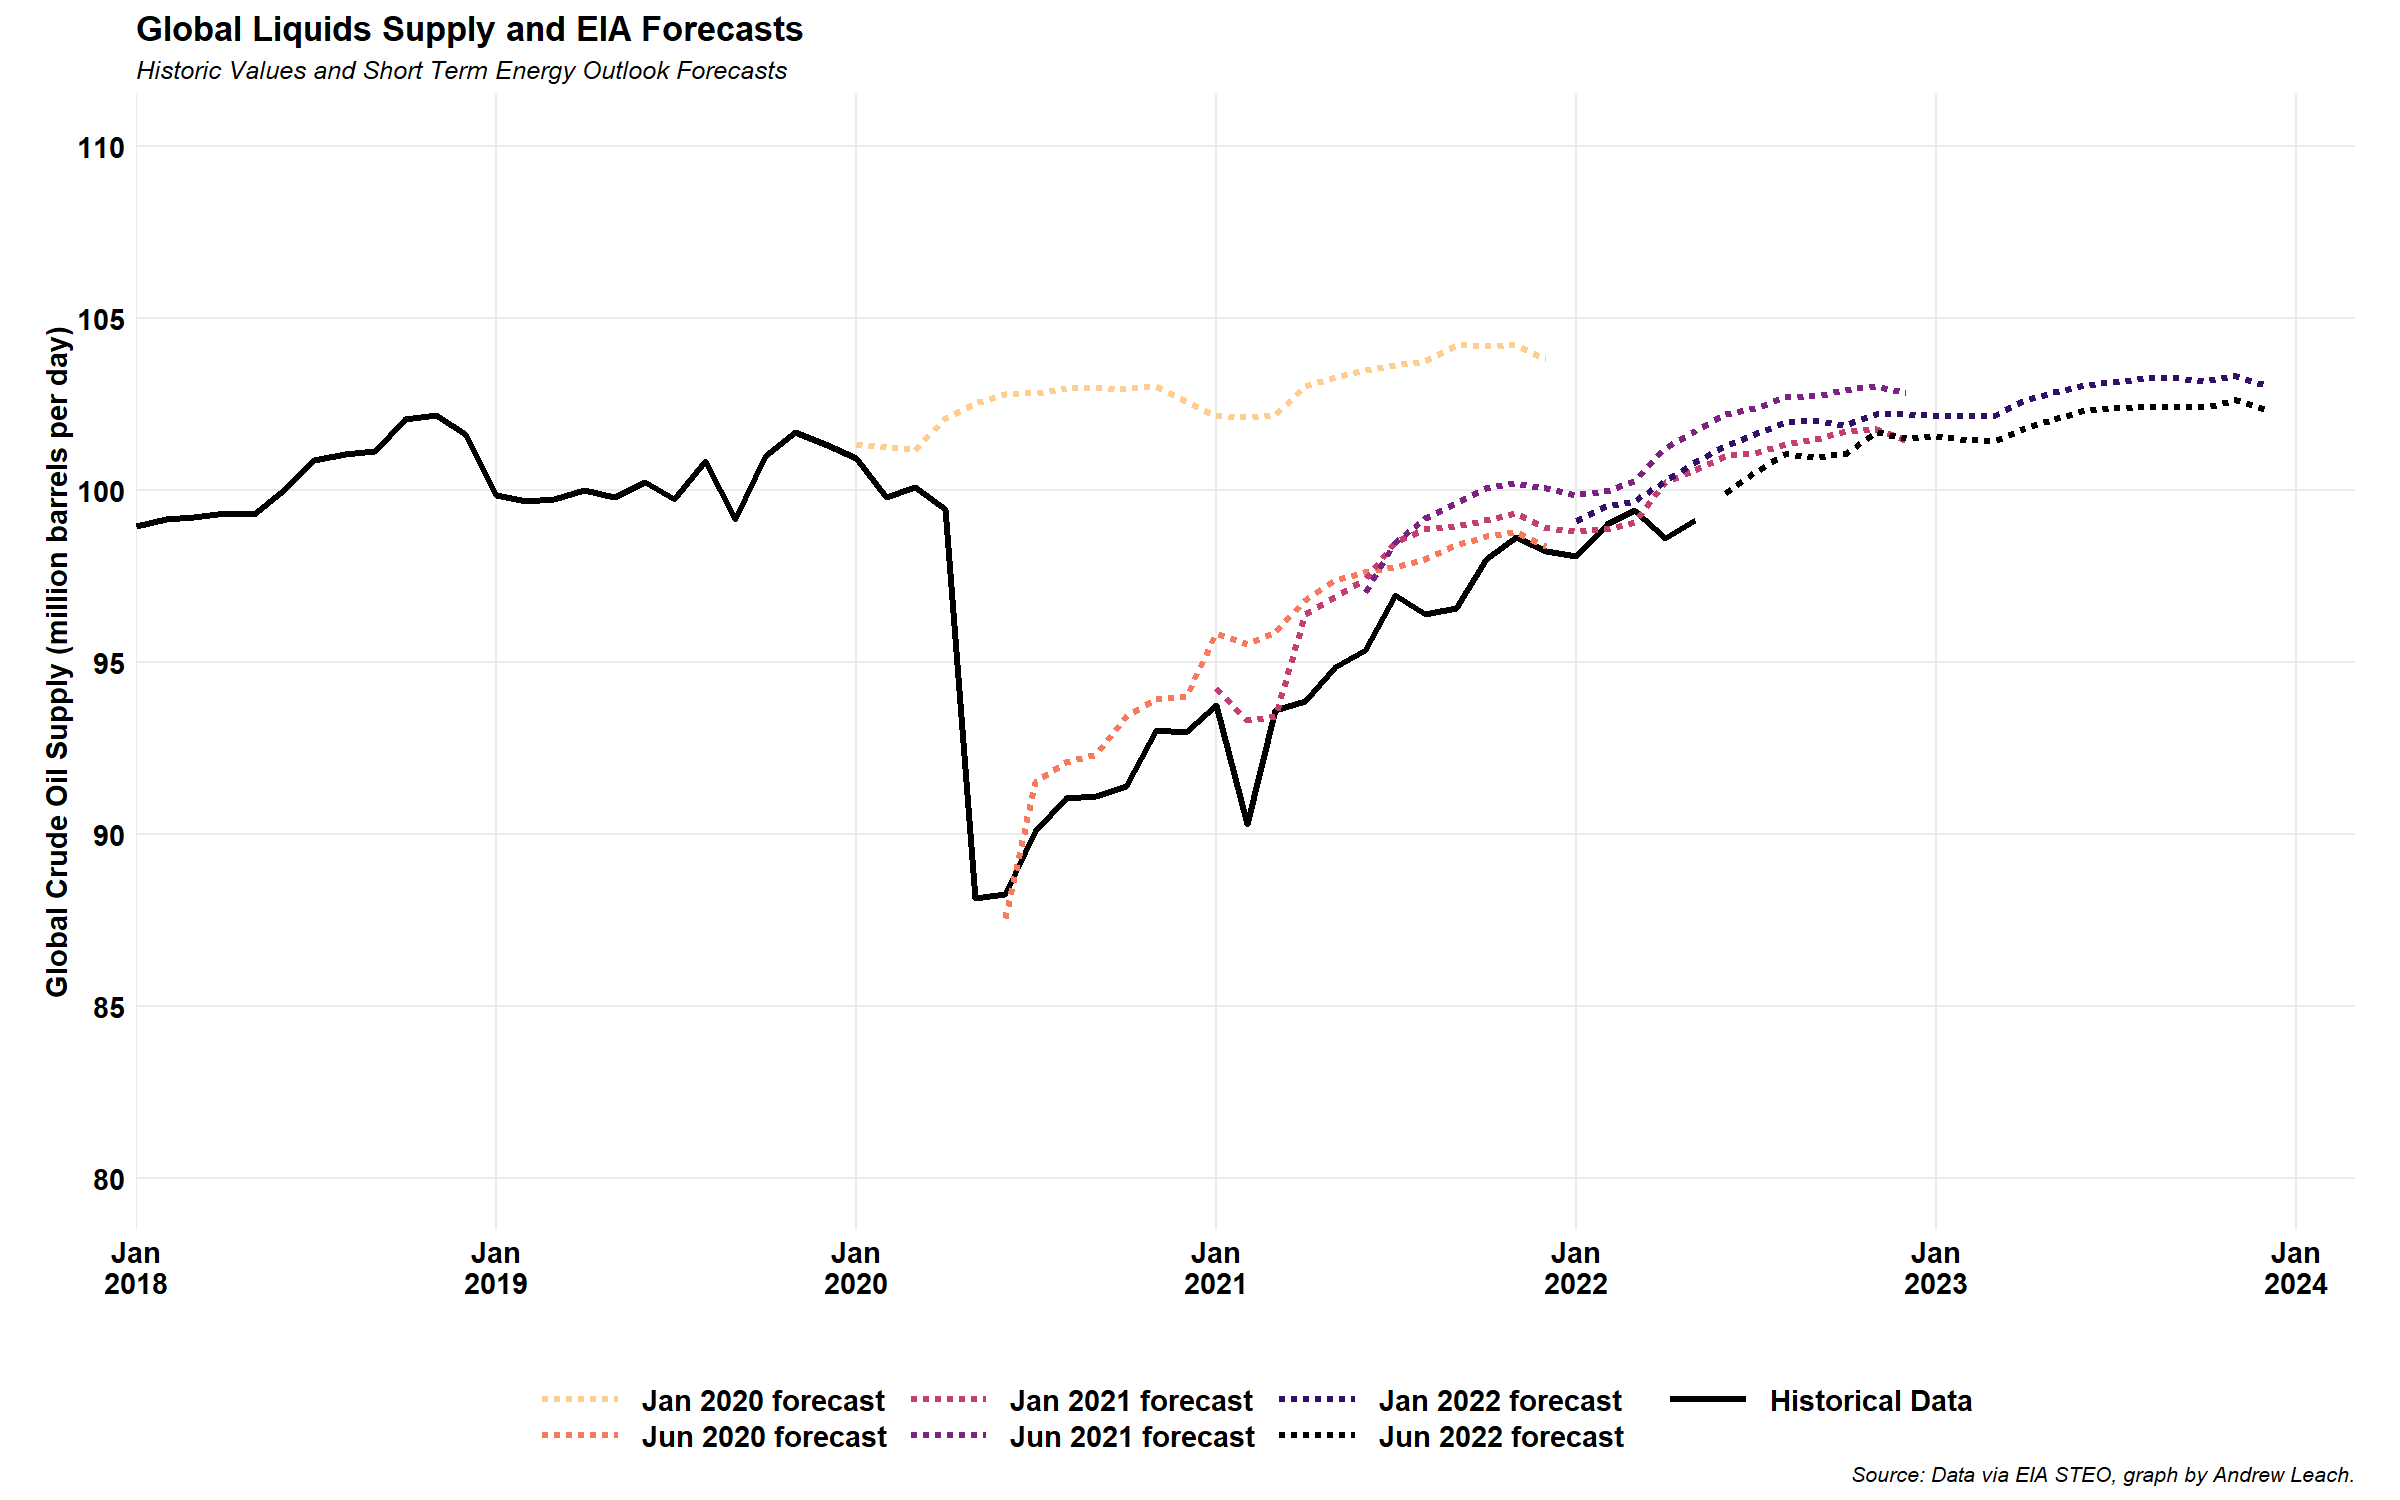 Global Liquids Supply and EIA Forecasts
Historic Values and Short Term Energy Outlook Forecasts
Global Crude Oil Supply (million barrels per day)
110
105
100
95
90
85
80
Jan
2018
Jan
2019
Jan
2020
Jan
2021
Jan
2022
Jan
2023
Jan
2024
Jan 2020 forecast
Jun 2020 forecast
Jan 2021 forecast
Jun 2021 forecast
Jan 2022 forecast
Jun 2022 forecast
Historical Data
Source: Data via EIA STEO, graph by Andrew Leach.